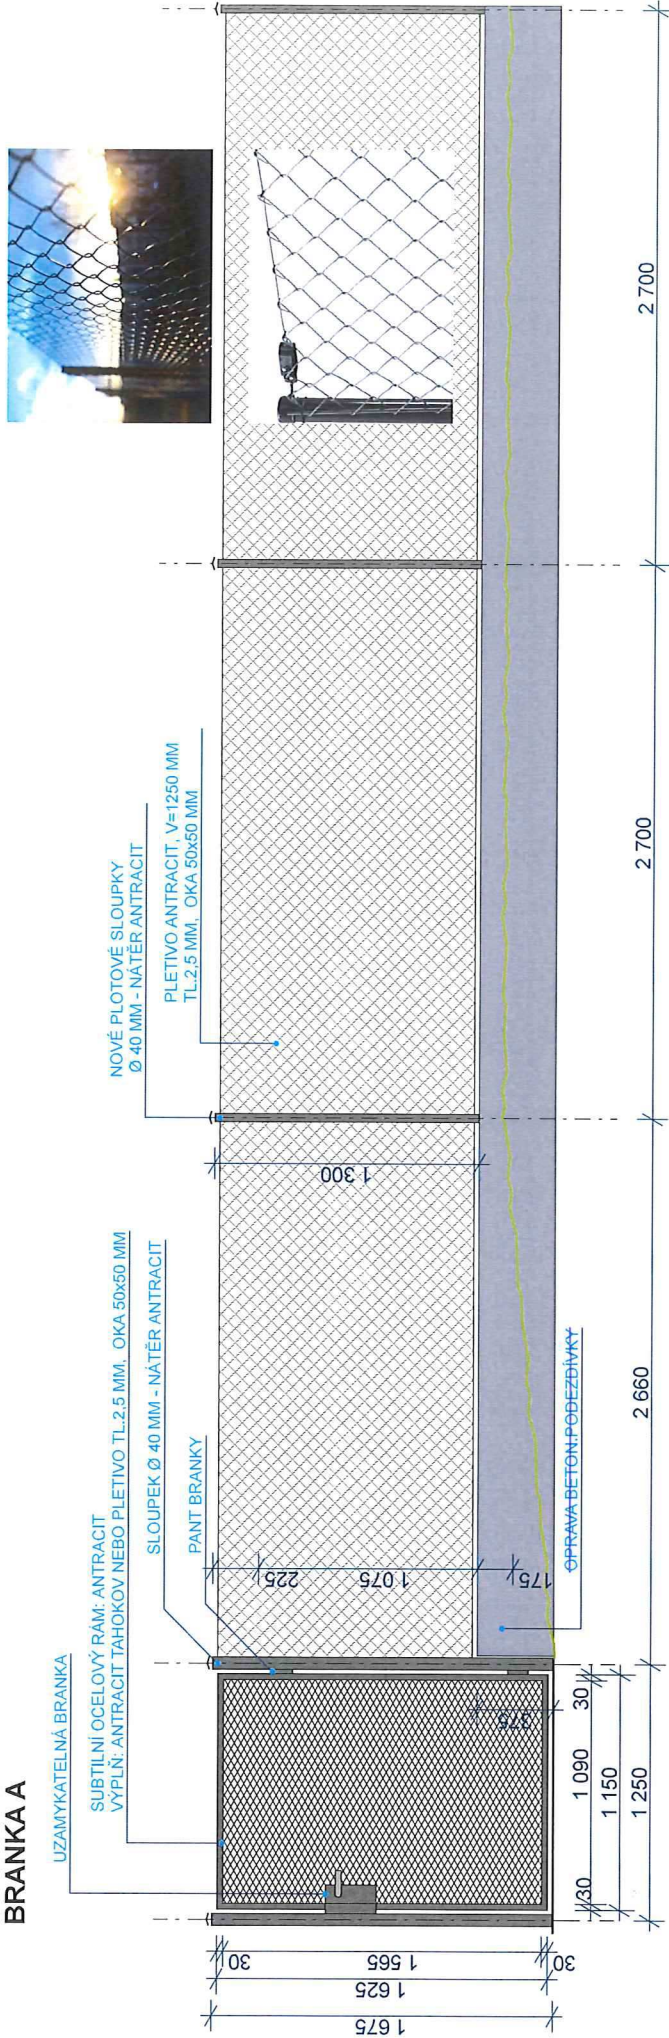 BRANKA A
UZAMYKATELNÁ BRANKA
SUBTILNÍ OCELOVÝ RÁM: ANTRACIT
VÝPLŇ: ANTRACIT TAHOKOV NEBO PLETIVO TL.2,5 MM, OKA 50x50 MM
SLOUPEK Ø 40 MM - NÁTĚR ANTRACIT
PANT BRANKY
NOVÉ PLOTOVÉ SLOUPKY
Ø 40 MM - NÁTĚR ANTRACIT
PLETIVO ANTRACIT, V=1250 MM
TL.2,5 MM, OKA 50x50 MM
OPRAVA BETON.PODEZDÍVKY
1 675
1 625
30
1 565
30
375
225
1 075
175
1 300
30
1 090
30
1 150
1 250
2 660
2 700
2 700